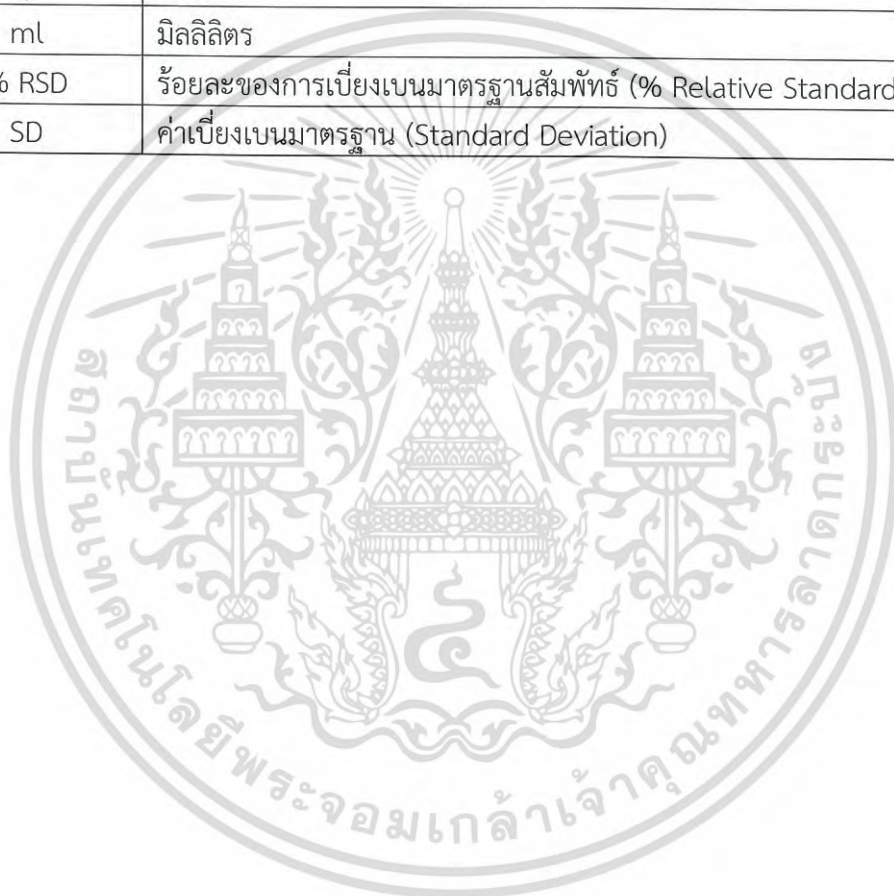 ml มิลลิลิตร
% RSD ร้อยละของการเบี่ยงเบนมาตรฐานสัมพัทธ์ (% Relative Standard
SD ค่าเบี่ยงเบนมาตรฐาน (Standard Deviation)
สถาบันเทคโนโลยีพระจอมเกล้าเจ้าคุณทหารลาดกระบัง